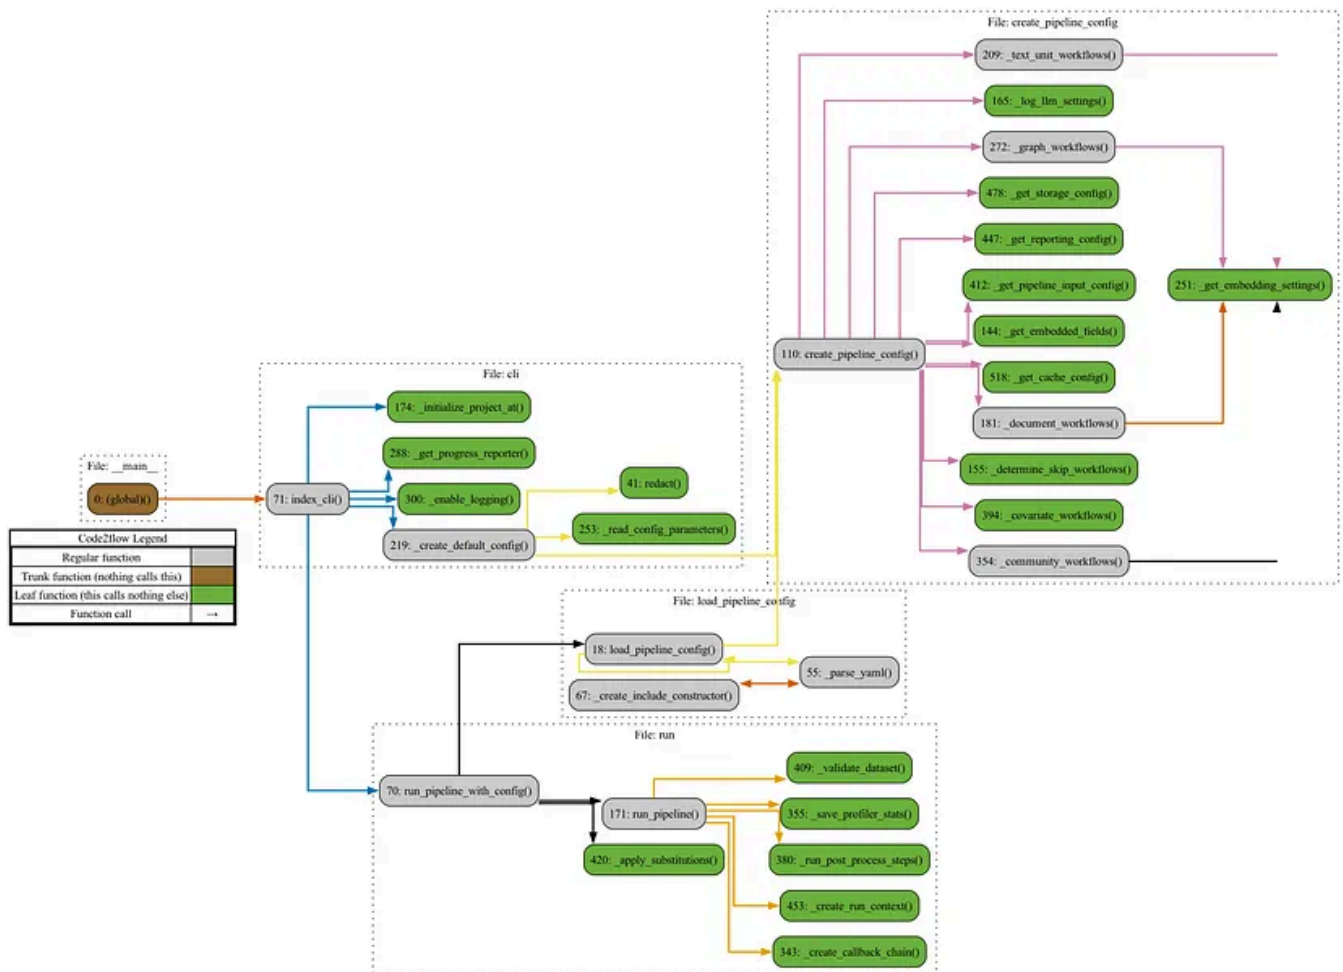 File: create_pipeline_config
209: _text_unit_workflows()
165: _log_llm_settings()
272: _graph_workflows()
478: _get_storage_config()
447: _get_reporting_config()
412: _get_pipeline_input_config()
251: _get_embedding_settings()
144: _get_embedded_fields()
110: create_pipeline_config()
518: _get_cache_config()
181: _document_workflows()
155: _determine_skip_workflows()
394: _covariate_workflows()
354: _community_workflows()
File: cli
174: _initialize_project_at()
288: _get_progress_reporter()
41: redact()
71: index_cli()
300: _enable_logging()
253: _read_config_parameters()
219: _create_default_config()
File: __main__
0: (global)()
Code2flow Legend
Regular function
Trunk function (nothing calls this)
Leaf function (this calls nothing else)
Function call →
File: load_pipeline_config
18: load_pipeline_config()
55: _parse_yaml()
67: _create_include_constructor()
File: run
409: _validate_dataset()
70: run_pipeline_with_config()
171: run_pipeline()
355: _save_profiler_stats()
420: _apply_substitutions()
380: _run_post_process_steps()
453: _create_run_context()
343: _create_callback_chain()